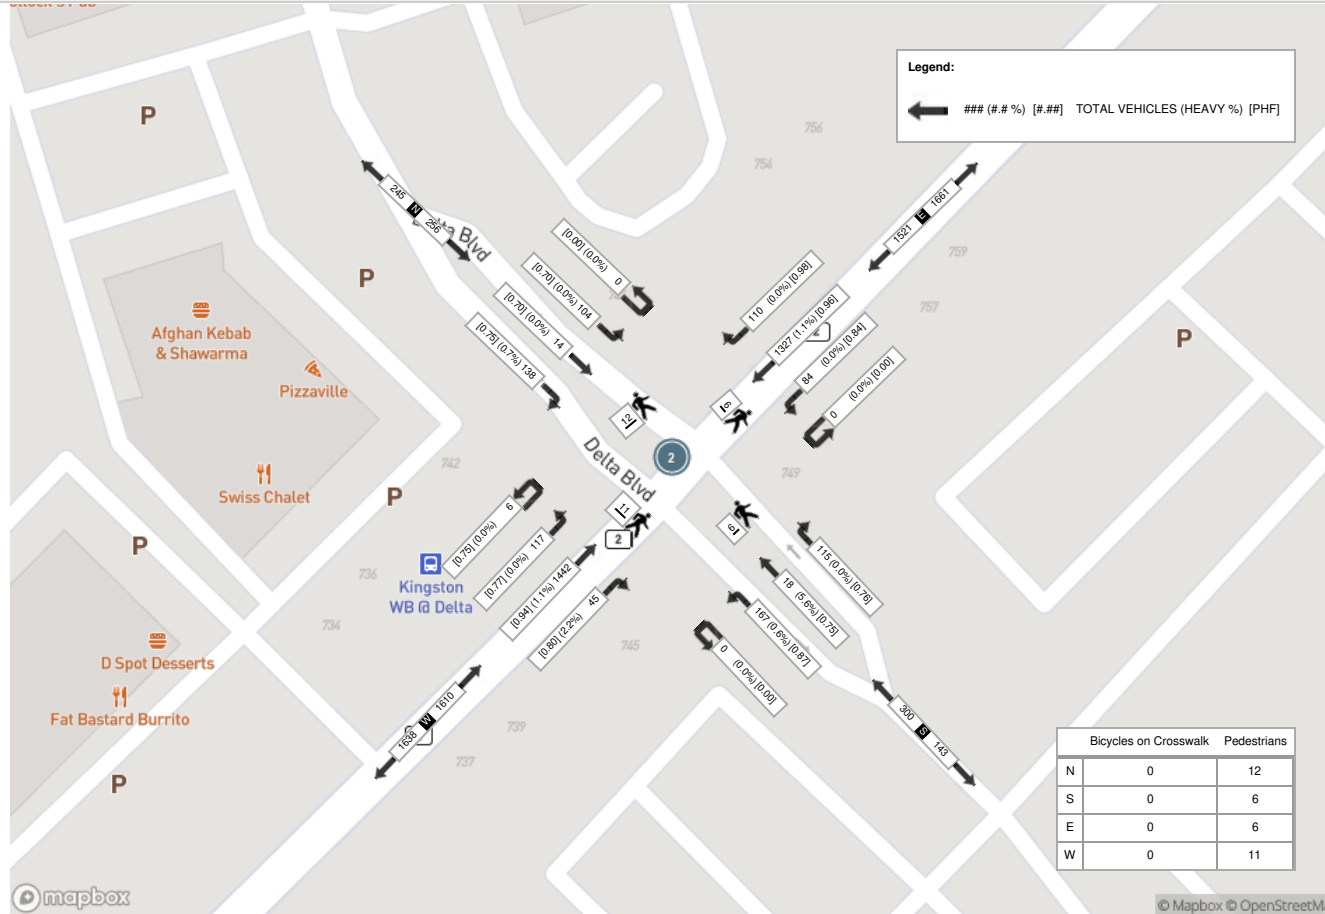 Legend:
### (#.# %) [#.##] TOTAL VEHICLES (HEAVY %) [PHF]
P
756
754
245 N 256
1521 E 1661
759
757
[0.00] (0.0%) 0
[0.70] (0.0%) 104
[0.70] (0.0%) 14
[0.75] (0.7%) 138
110 (0.0%) [0.98]
1327 (1.1%) [0.96]
84 (0.0%) [0.84]
0 (0.0%) [0.00]
2
P
P
Afghan Kebab
& Shawarma
Pizzaville
12
6
Delta Blvd
2
742
749
Swiss Chalet
P
P
11
6
2
[0.75] (0.0%) 6
[0.77] (0.0%) 117
[0.94] (1.1%) 1442
[0.80] (2.2%) 45
115 (0.0%) [0.76]
18 (5.6%) [0.75]
167 (0.6%) [0.87]
0 (0.0%) [0.00]
736
Kingston
WB @ Delta
734
745
D Spot Desserts
Fat Bastard Burrito
1638 W 1610
739
737
300 S 143
P
Bicycles on Crosswalk Pedestrians
N 0 12
S 0 6
E 0 6
W 0 11
mapbox
© Mapbox © OpenStreetM